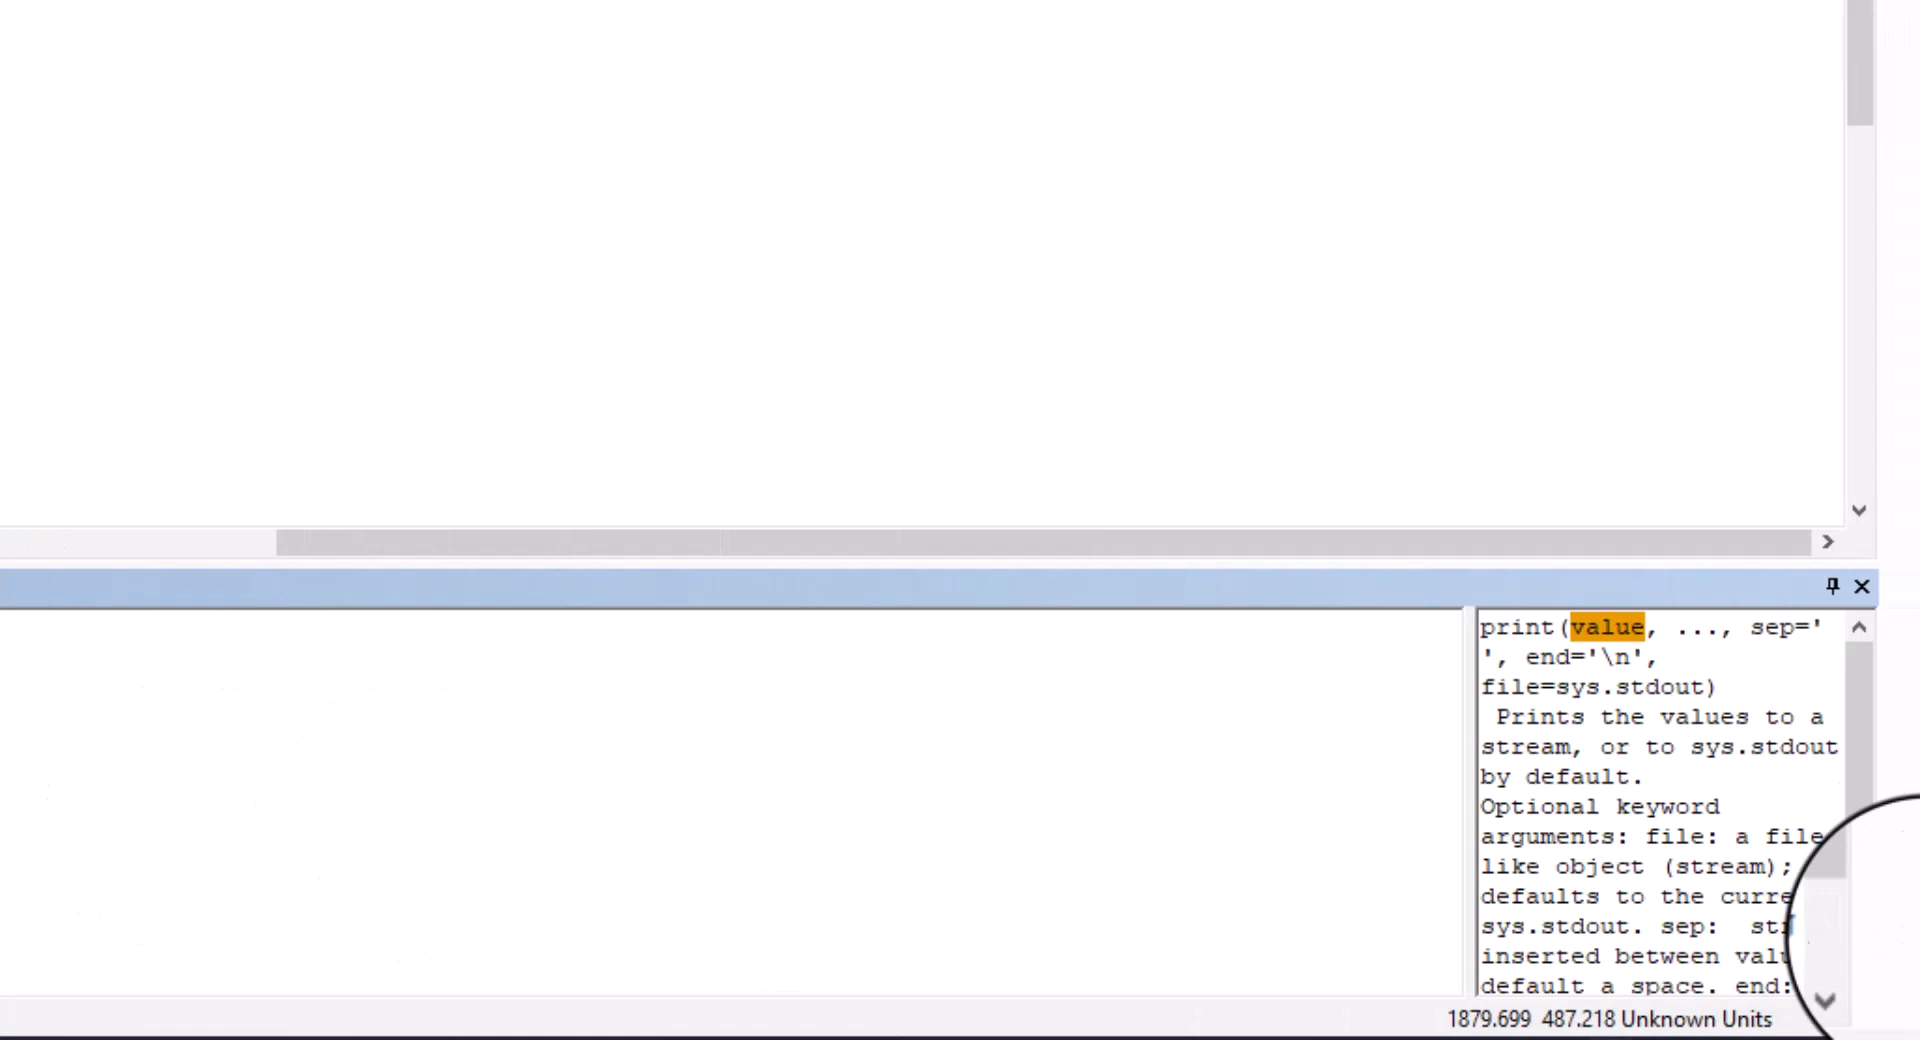 print(value, ..., sep='
', end='\n',
file=sys.stdout)
Prints the values to a
stream, or to sys.stdout
by default.
Optional keyword
arguments: file: a file
like object (stream);
defaults to the curre
sys.stdout. sep:
inserted between
default a space. end:
1879.699 487.218 Unknown Units